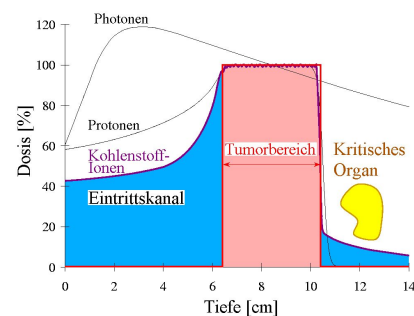 Photonen
120
100
80
60
40
20
0
Dosis [%]
Protonen
Kohlenstoff-
Ionen
Eintrittskanal
Tumorbereich
Kritisches
Organ
0 2 4 6 8 10 12 14
Tiefe [cm]